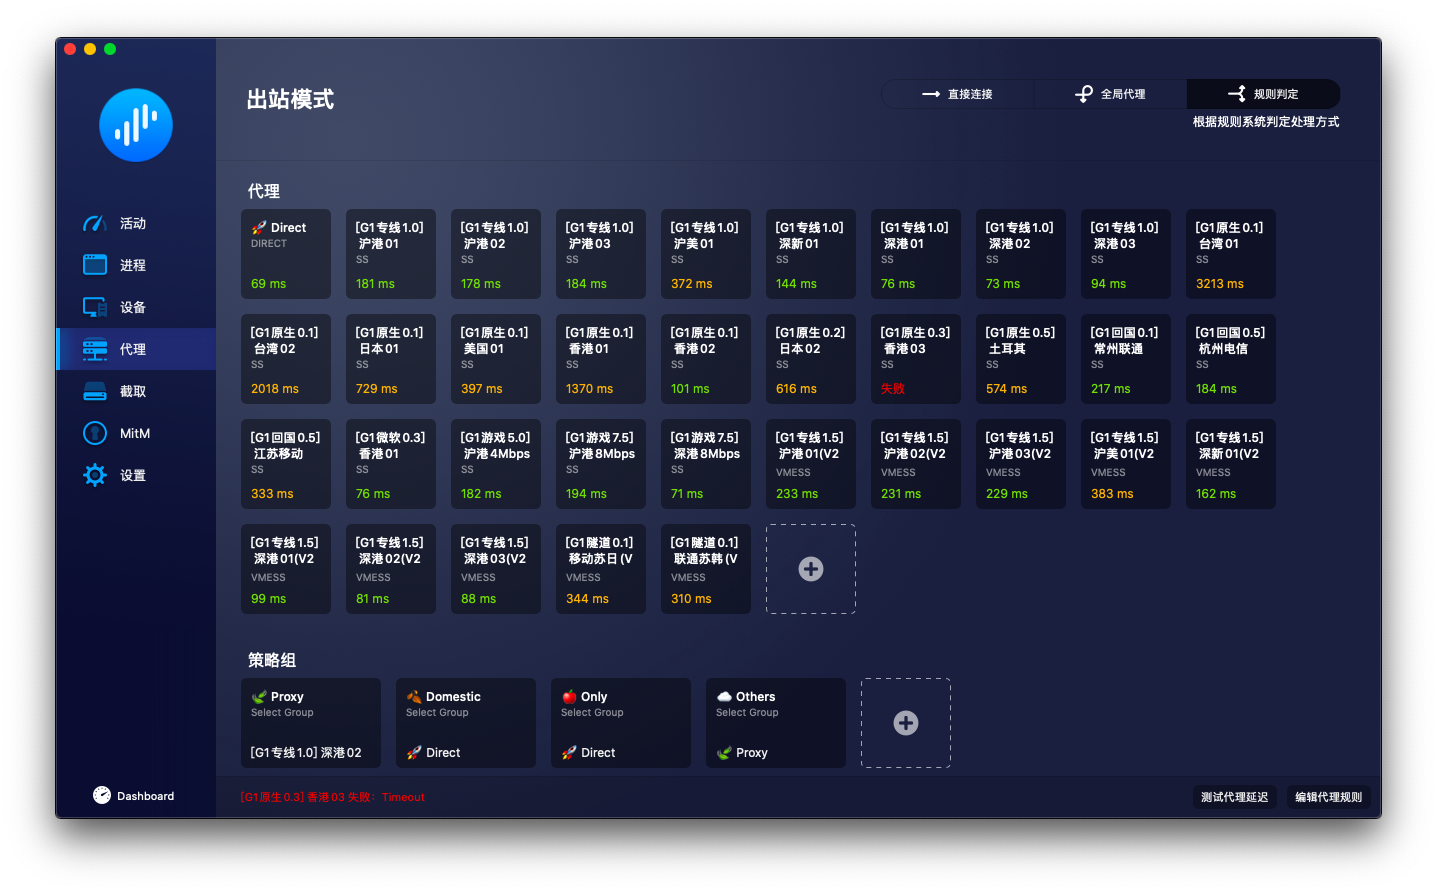 出站模式
直接连接
全局代理
规则判定
根据规则系统判定处理方式
活动
进程
设备
代理
截取
MitM
设置
Dashboard
代理
Direct
DIRECT
69 ms
[G1专线1.0]
沪港01
SS
181 ms
[G1专线1.0]
沪港02
SS
178 ms
[G1专线1.0]
沪港03
SS
184 ms
[G1专线1.0]
沪美01
SS
372 ms
[G1专线1.0]
深新01
SS
144 ms
[G1专线1.0]
深港01
SS
76 ms
[G1专线1.0]
深港02
SS
73 ms
[G1专线1.0]
深港03
SS
94 ms
[G1原生0.1]
台湾01
SS
3213 ms
[G1原生0.1]
台湾02
SS
2018 ms
[G1原生0.1]
日本01
SS
729 ms
[G1原生0.1]
美国01
SS
397 ms
[G1原生0.1]
香港01
SS
1370 ms
[G1原生0.1]
香港02
SS
101 ms
[G1原生0.2]
日本02
SS
616 ms
[G1原生0.3]
香港03
SS
失败
[G1原生0.5]
土耳其
SS
574 ms
[G1回国0.1]
常州联通
SS
217 ms
[G1回国0.5]
杭州电信
SS
184 ms
[G1回国0.5]
江苏移动
SS
333 ms
[G1微软0.3]
香港01
SS
76 ms
[G1游戏5.0]
沪港4Mbps
SS
182 ms
[G1游戏7.5]
沪港8Mbps
SS
194 ms
[G1游戏7.5]
深港8Mbps
SS
71 ms
[G1专线1.5]
沪港01(V2
VMESS
233 ms
[G1专线1.5]
沪港02(V2
VMESS
231 ms
[G1专线1.5]
沪港03(V2
VMESS
229 ms
[G1专线1.5]
沪美01(V2
VMESS
383 ms
[G1专线1.5]
深新01(V2
VMESS
162 ms
[G1专线1.5]
深港01(V2
VMESS
99 ms
[G1专线1.5]
深港02(V2
VMESS
81 ms
[G1专线1.5]
深港03(V2
VMESS
88 ms
[G1隧道0.1]
移动苏日(V
VMESS
344 ms
[G1隧道0.1]
联通苏韩(V
VMESS
310 ms
策略组
Proxy
Select Group
[G1专线1.0] 深港02
Domestic
Select Group
Direct
Only
Select Group
Direct
Others
Select Group
Proxy
[G1原生0.3] 香港03 失败：Timeout
测试代理延迟
编辑代理规则